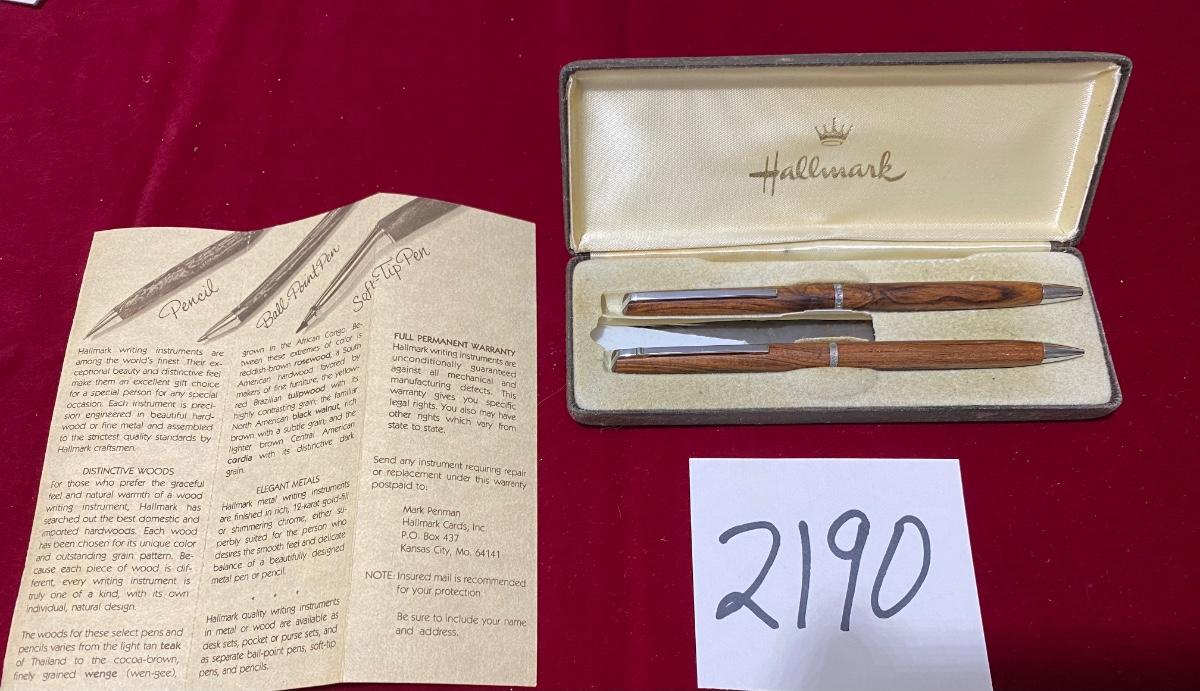 Pencil
Ball-Point Pen
Soft-Tip Pen
Hallmark writing instruments are
among the world's finest. Their ex-
ceptional beauty and distinctive feel
make them an excellent gift choice
for a special person for any special
occasion. Each instrument is preci-
sion engineered in beautiful hard-
wood or fine metal and assembled
to the strictest quality standards by
Hallmark craftsmen.
DISTINCTIVE WOODS
For those who prefer the graceful
feel and natural warmth of a wood
writing instrument, Hallmark has
searched out the best domestic and
imported hardwoods. Each wood
has been chosen for its unique color
and outstanding grain pattern. Be-
cause each piece of wood is dif-
ferent, every writing instrument is
truly one of a kind, with its own
individual, natural design.
The woods for these select pens and
pencils varies from the light tan teak
of Thailand to the cocoa-brown,
finely grained wenge (wen-gee),
grown in the African Congo. Be-
tween these extremes of color is
reddish-brown rosewood, a South
American hardwood favored by
makers of fine furniture, the yellow-
red Brazilian tulipwood with its
highly contrasting grain; the familiar
North American black walnut, rich
brown with a subtle grain; and the
lighter brown Central American
cordia with its distinctive dark
grain.
ELEGANT METALS
Hallmark metal writing instruments
are finished in rich, 12-karat gold-fill
or shimmering chrome, either su-
perbly suited for the person who
desires the smooth feel and delicate
balance of a beautifully designed
metal pen or pencil.
* * *
Hallmark quality writing instruments
in metal or wood are available as
desk sets, pocket or purse sets, and
as separate ball-point pens, soft-tip
pens, and pencils.
FULL PERMANENT WARRANTY
Hallmark writing instruments are
unconditionally guaranteed
against all mechanical and
manufacturing defects. This
warranty gives you specific
legal rights. You also may have
other rights which vary from
state to state.
Send any instrument requiring repair
or replacement under this warranty
postpaid to:
Mark Penman
Hallmark Cards, Inc.
P.O. Box 437
Kansas City, Mo. 64141
NOTE: Insured mail is recommended
for your protection.
Be sure to include your name
and address.
Hallmark
2190